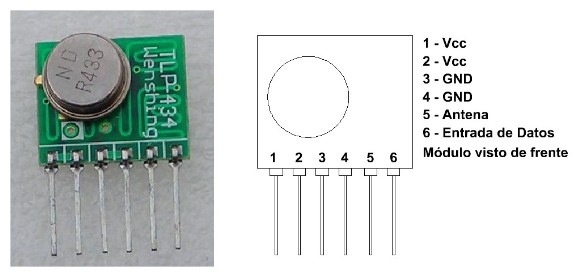 ND
R433
TLP434
Wenshing
1 - Vcc
2 - Vcc
3 - GND
4 - GND
5 - Antena
6 - Entrada de Datos
Módulo visto de frente
1 2 3 4 5 6